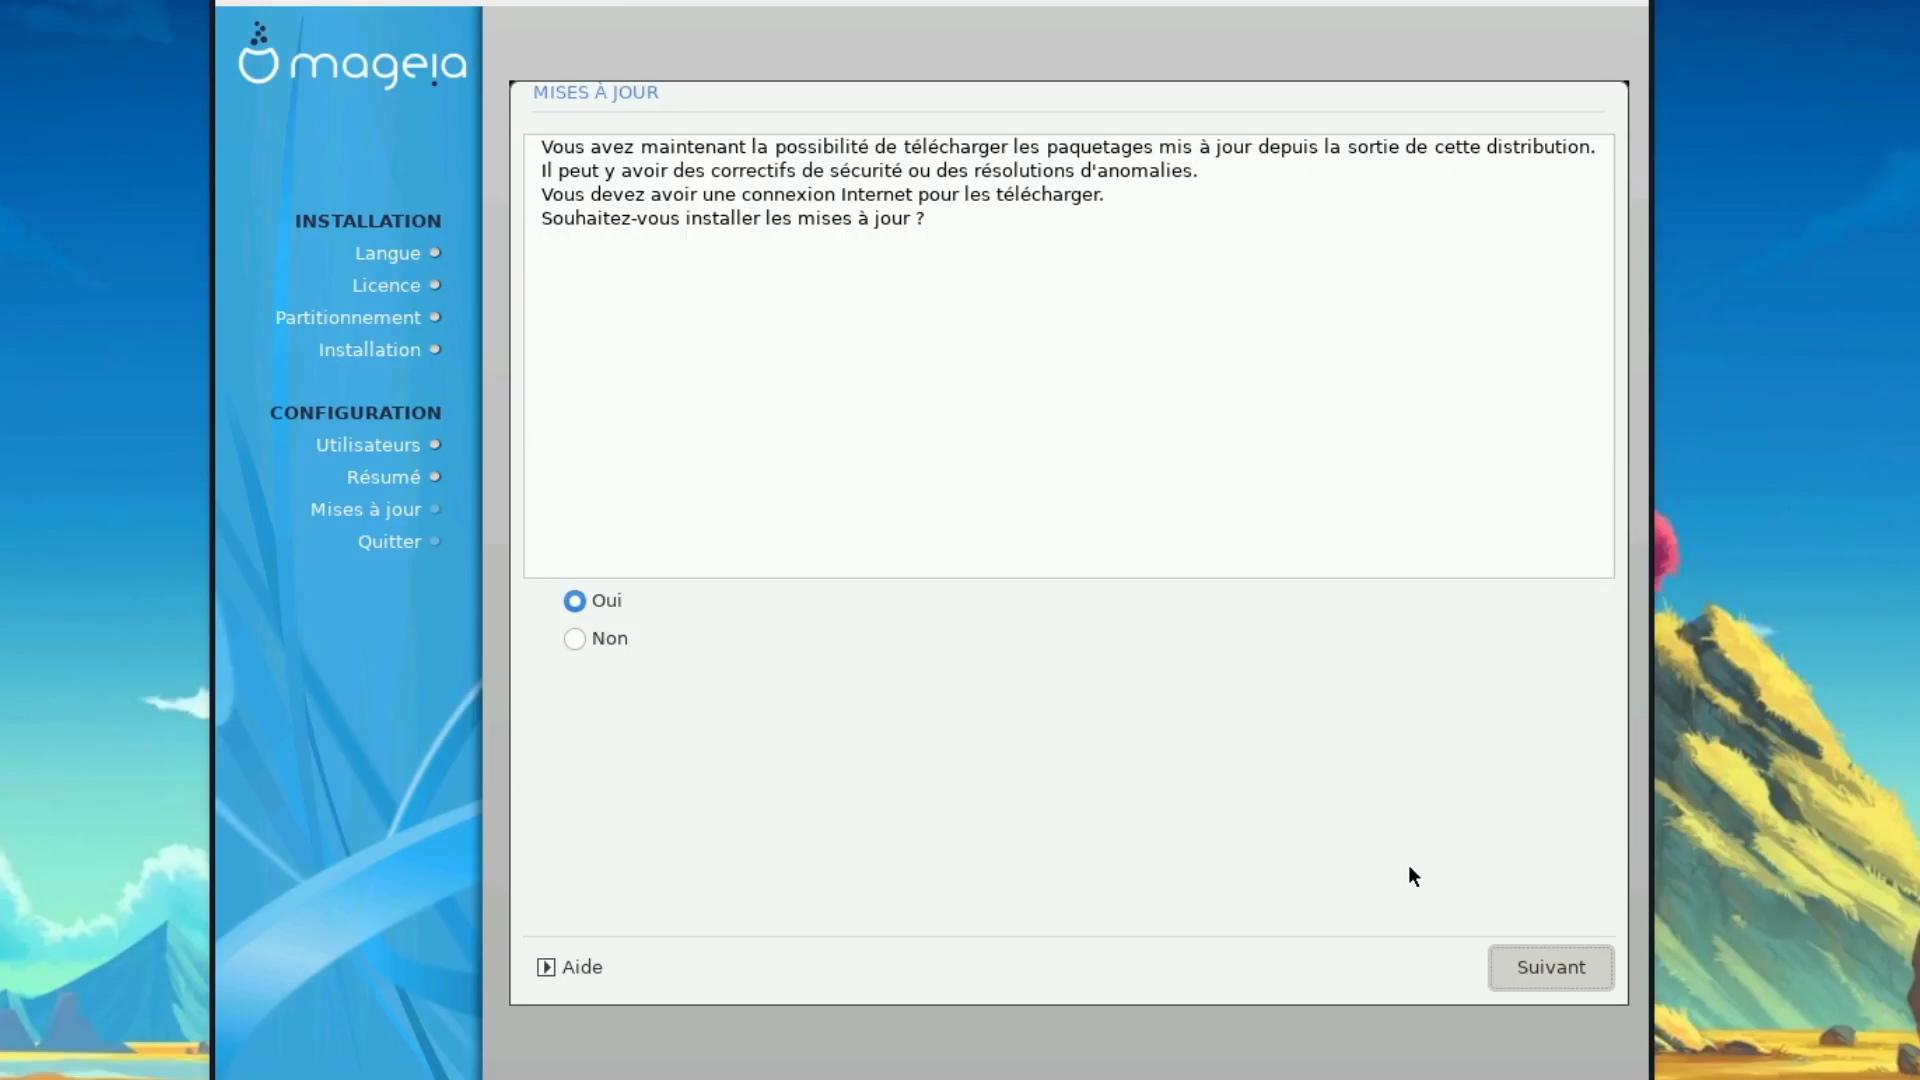 mageia
INSTALLATION
Langue
Licence
Partitionnement
Installation
CONFIGURATION
Utilisateurs
Résumé
Mises à jour
Quitter
MISES À JOUR
Vous avez maintenant la possibilité de télécharger les paquetages mis à jour depuis la sortie de cette distribution.
Il peut y avoir des correctifs de sécurité ou des résolutions d'anomalies.
Vous devez avoir une connexion Internet pour les télécharger.
Souhaitez-vous installer les mises à jour ?
Oui
Non
Aide
Suivant